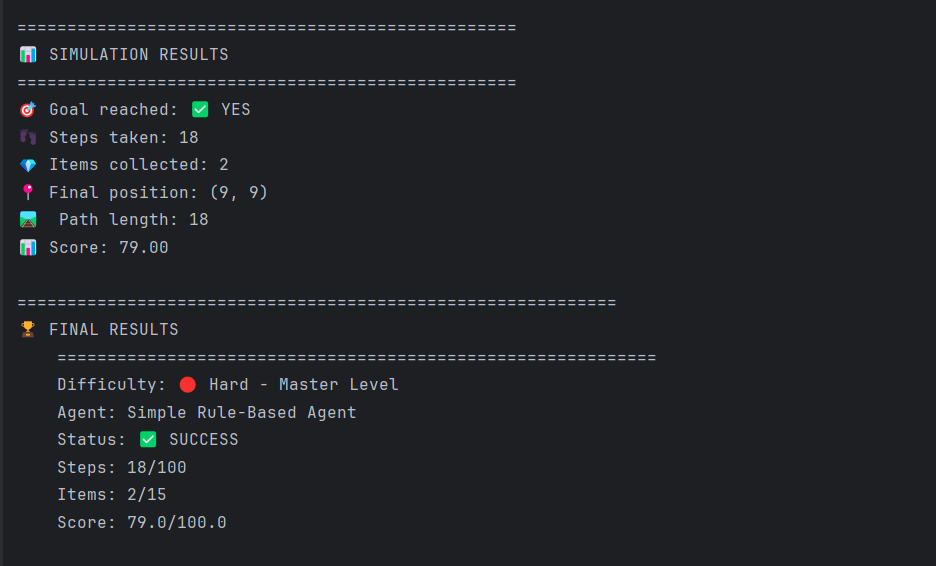 ==================================================
📊 SIMULATION RESULTS
==================================================
🎯 Goal reached: ✅ YES
👣 Steps taken: 18
💎 Items collected: 2
📍 Final position: (9, 9)
🛤️  Path length: 18
📊 Score: 79.00
============================================================
🏆 FINAL RESULTS
============================================================
Difficulty: 🔴 Hard - Master Level
Agent: Simple Rule-Based Agent
Status: ✅ SUCCESS
Steps: 18/100
Items: 2/15
Score: 79.0/100.0